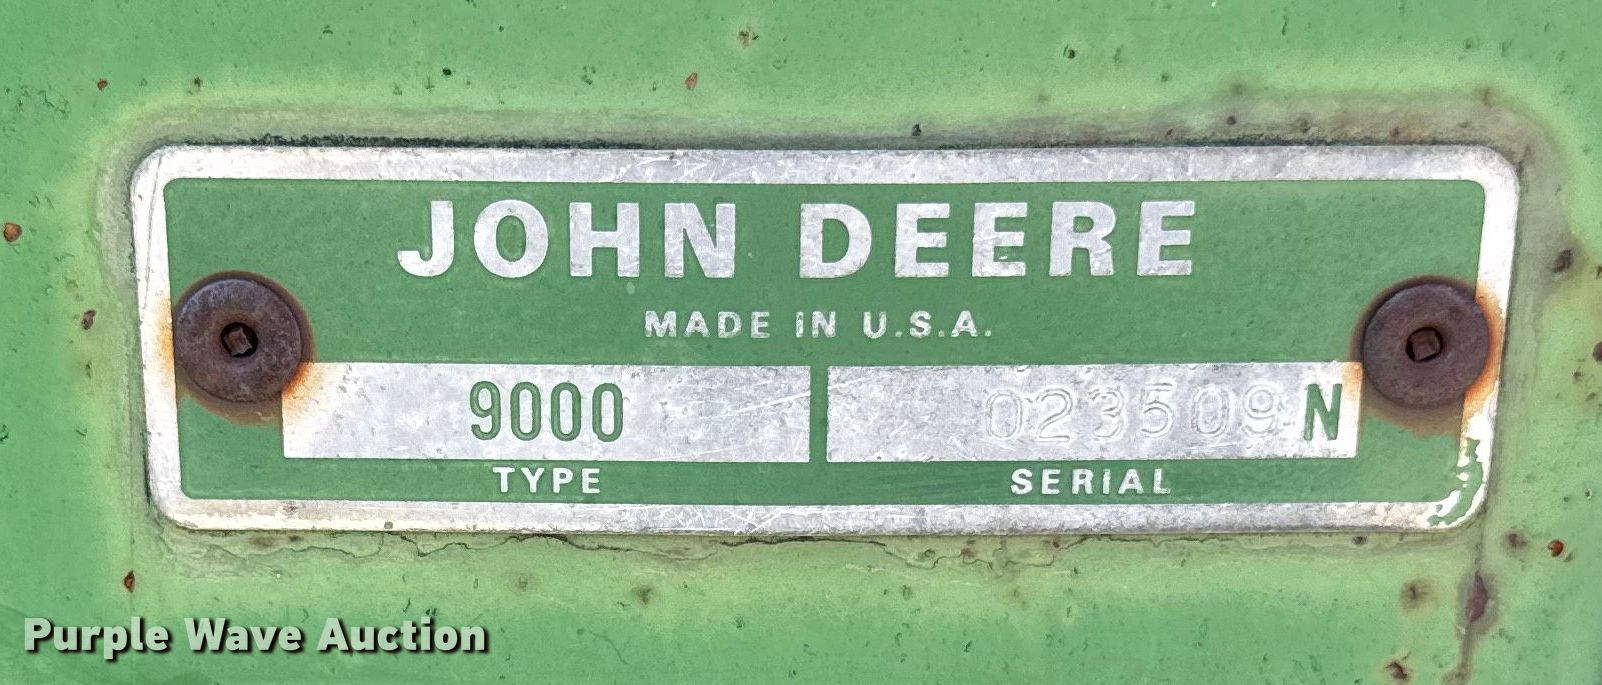 JOHN DEERE
MADE IN U.S.A.
9000 023509 N
TYPE SERIAL
Purple Wave Auction